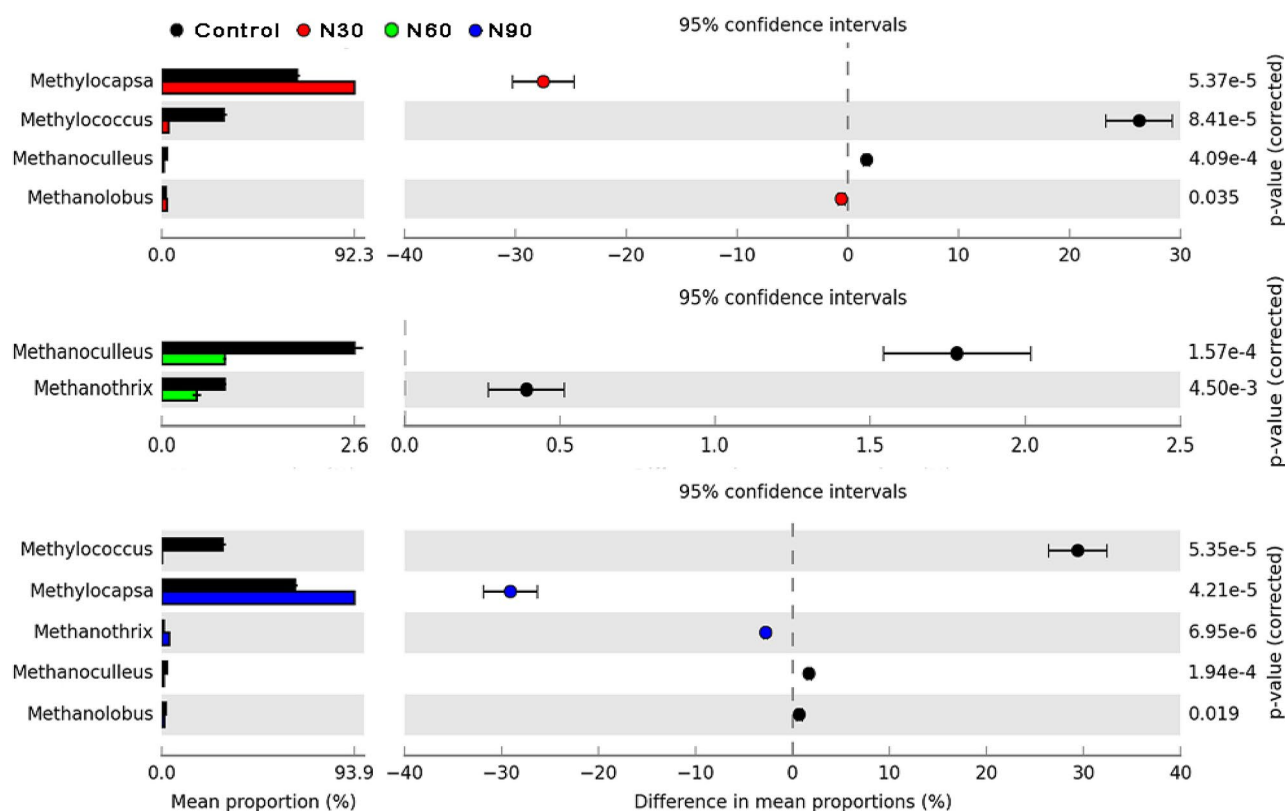 Control N30 N60 N90
95% confidence intervals
Methylocapsa 5.37e-5
Methylococcus 8.41e-5
Methanoculleus 4.09e-4
Methanolobus 0.035
p-value (corrected)
0.0 92.3 −40 −30 −20 −10 0 10 20 30
95% confidence intervals
Methanoculleus 1.57e-4
Methanothrix 4.50e-3
p-value (corrected)
0.0 2.6 0.0 0.5 1.0 1.5 2.0 2.5
95% confidence intervals
Methylococcus 5.35e-5
Methylocapsa 4.21e-5
Methanothrix 6.95e-6
Methanoculleus 1.94e-4
Methanolobus 0.019
p-value (corrected)
0.0 93.9 −40 −30 −20 −10 0 10 20 30 40
Mean proportion (%) Difference in mean proportions (%)